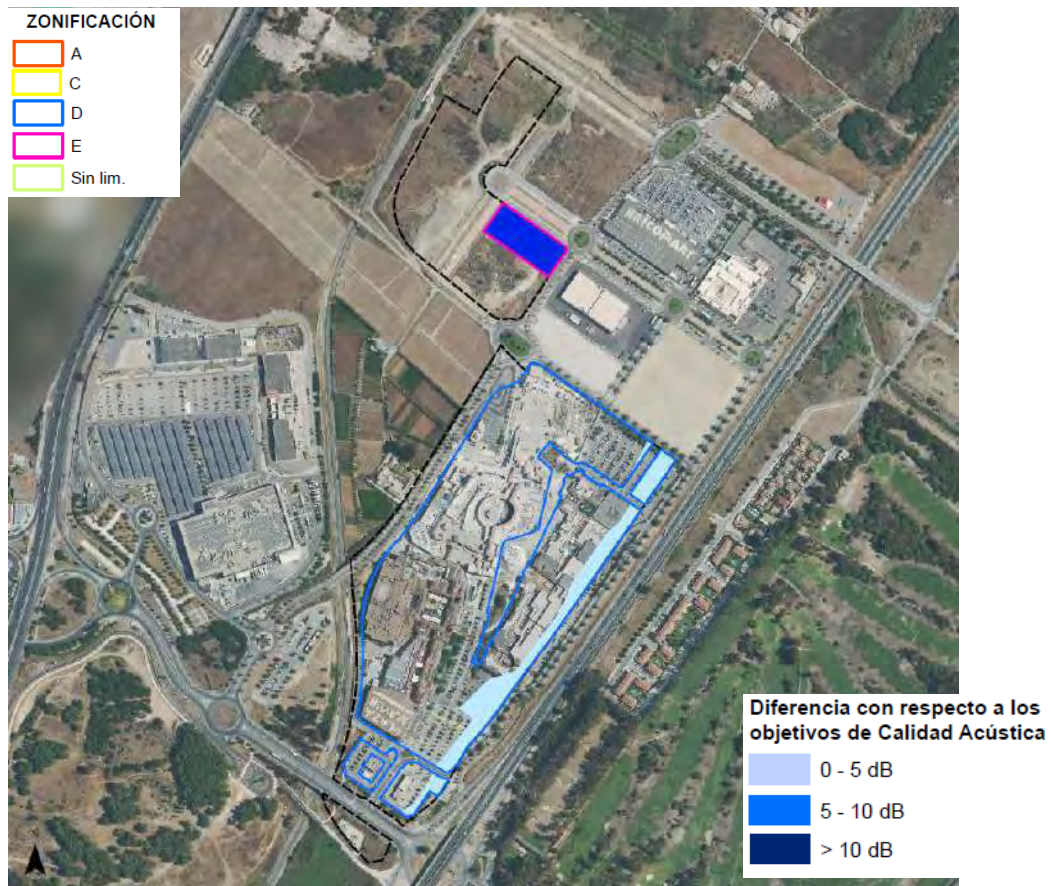 ZONIFICACIÓN
A
C
D
E
Sin lim.
Diferencia con respecto a los
objetivos de Calidad Acústica
0 - 5 dB
5 - 10 dB
> 10 dB